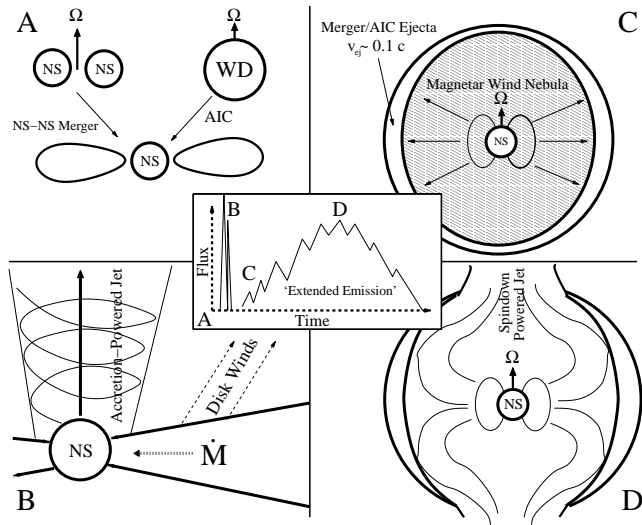 A
Ω
Ω
NS
NS
WD
NS–NS Merger
AIC
NS
C
Merger/AIC Ejecta
v_ej ~ 0.1 c
Magnetar Wind Nebula
Ω
NS
Flux
B
D
C
'Extended Emission'
A
Time
Accretion–Powered Jet
Disk Winds
NS
Ṁ
B
Spindown
Powered Jet
Ω
NS
D